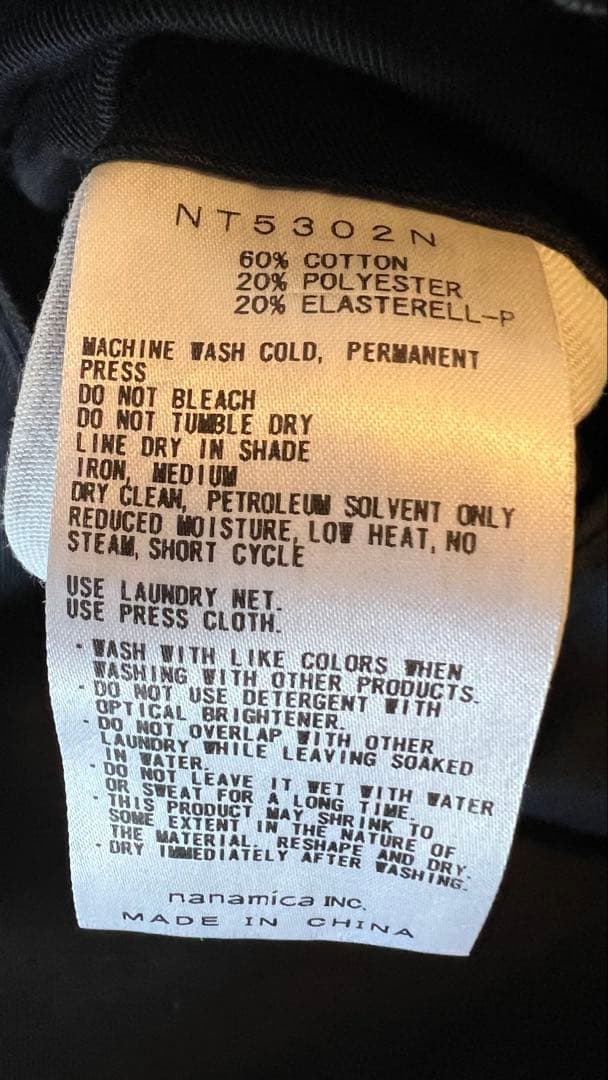 NT5302N
60% COTTON
20% POLYESTER
20% ELASTERELL-P
MACHINE WASH COLD, PERMANENT
PRESS
DO NOT BLEACH
DO NOT TUMBLE DRY
LINE DRY IN SHADE
IRON, MEDIUM
DRY CLEAN, PETROLEUM SOLVENT ONLY
REDUCED MOISTURE, LOW HEAT, NO
STEAM, SHORT CYCLE
USE LAUNDRY NET.
USE PRESS CLOTH.
・WASH WITH LIKE COLORS WHEN
WASHING WITH OTHER PRODUCTS.
・DO NOT USE DETERGENT WITH
OPTICAL BRIGHTENER.
・DO NOT OVERLAP WITH OTHER
LAUNDRY WHILE LEAVING SOAKED
IN WATER.
・DO NOT LEAVE IT WET WITH WATER
OR SWEAT FOR A LONG TIME.
・THIS PRODUCT MAY SHRINK TO
SOME EXTENT IN THE NATURE OF
THE MATERIAL. RESHAPE AND DRY.
・DRY IMMEDIATELY AFTER WASHING.
nanamica INC.
MADE IN CHINA